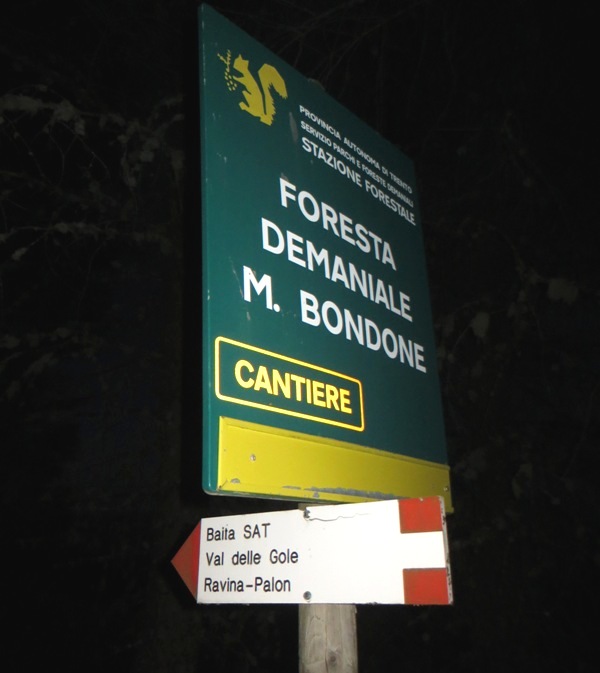 PROVINCIA AUTONOMA DI TRENTO
SERVIZIO PARCHI E FORESTE DEMANIALI
STAZIONE FORESTALE
FORESTA
DEMANIALE
M. BONDONE
CANTIERE
Baita SAT
Val delle Gole
Ravina-Palon